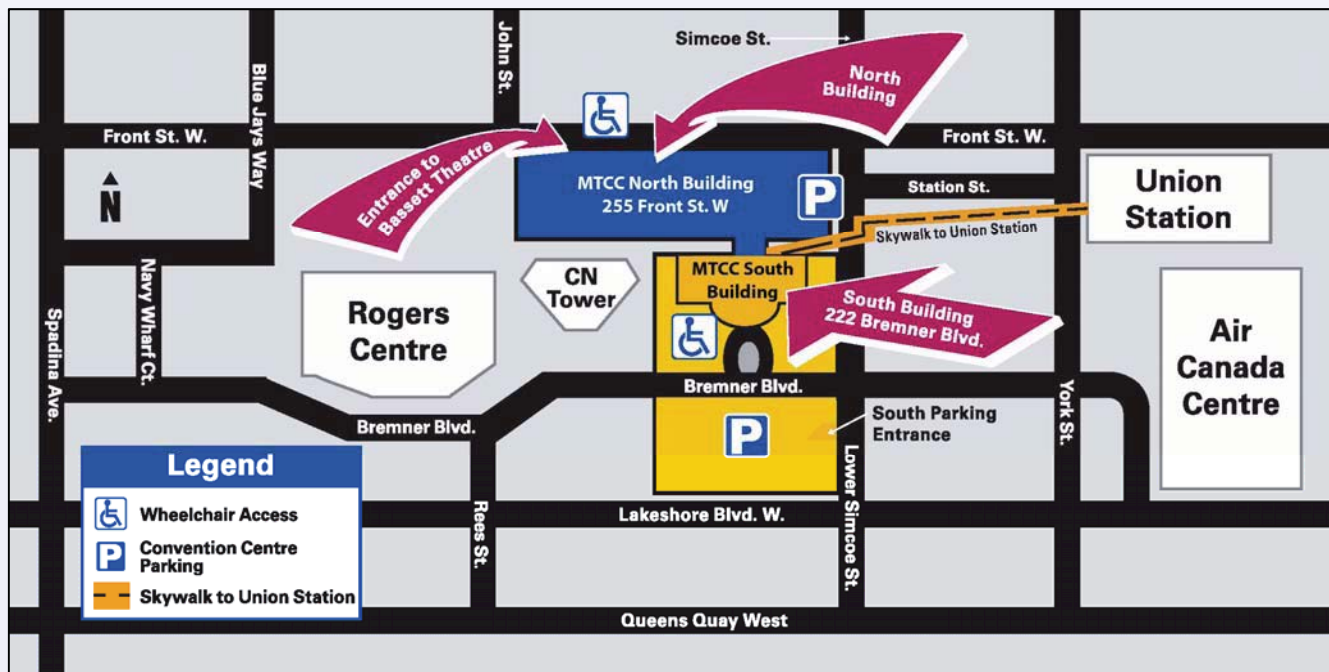 Simcoe St.
John St.
Blue Jays Way
North
Building
Front St. W.
Front St. W.
Entrance to
Bassett Theatre
N
MTCC North Building
255 Front St. W
P
Station St.
Union
Station
Skywalk to Union Station
CN
Tower
MTCC South
Building
South Building
222 Bremner Blvd.
Navy Wharf Ct.
Spadina Ave.
Rogers
Centre
Air
Canada
Centre
Bremner Blvd.
Bremner Blvd.
York St.
South Parking
Entrance
P
Lower Simcoe St.
Rees St.
Lakeshore Blvd. W.
Legend
Wheelchair Access
P
Convention Centre
Parking
Skywalk to Union Station
Queens Quay West